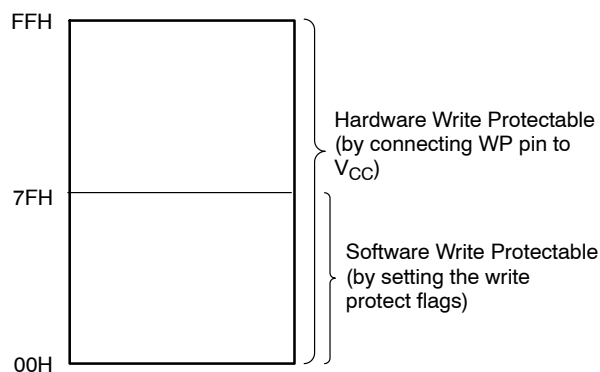 FFH
Hardware Write Protectable
(by connecting WP pin to
VCC)
7FH
Software Write Protectable
(by setting the write
protect flags)
00H